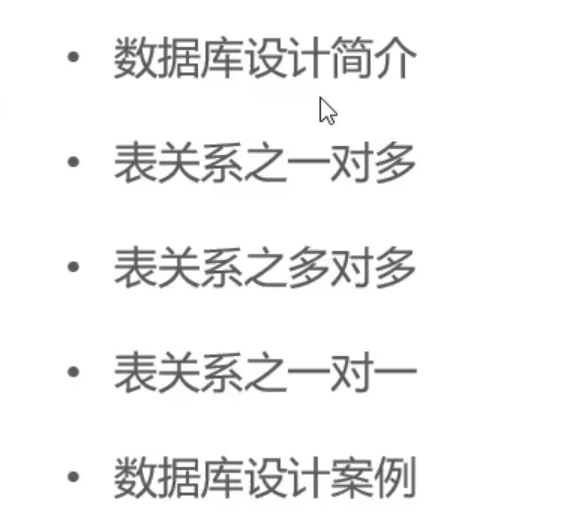 • 数据库设计简介
• 表关系之一对多
• 表关系之多对多
• 表关系之一对一
• 数据库设计案例